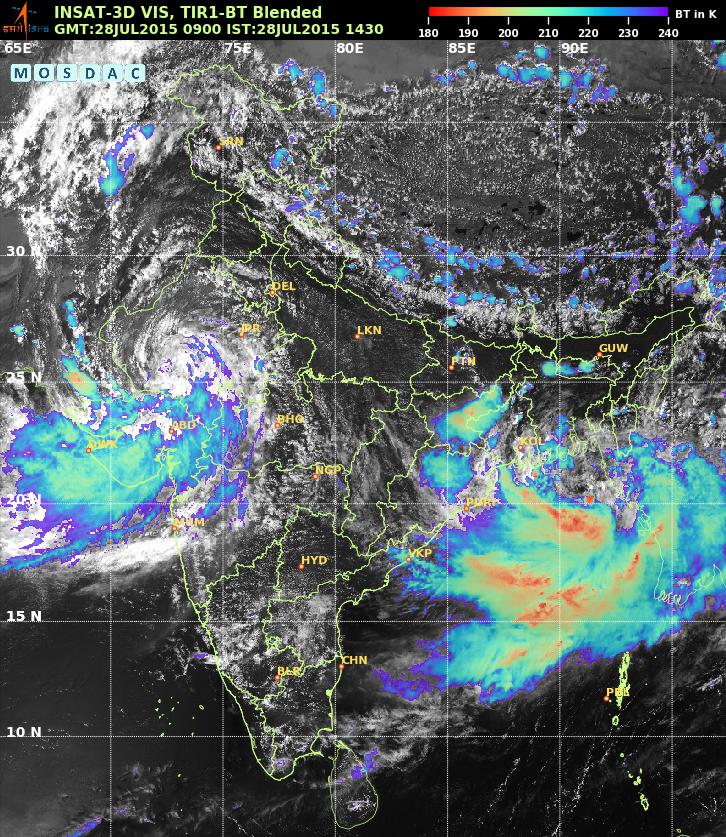 INSAT-3D VIS, TIR1-BT Blended
GMT:28JUL2015 0900 IST:28JUL2015 1430
BT in K
180 190 200 210 220 230 240
65E 70E 75E 80E 85E 90E
M O S D A C
SRN
30 N
DEL
JPR
LKN
GUW
PTN
25 N
BHO
ABD
KOL
DWK
NGP
20 N
PURI
MUM
VKP
HYD
15 N
CHN
BLR
PBL
10 N